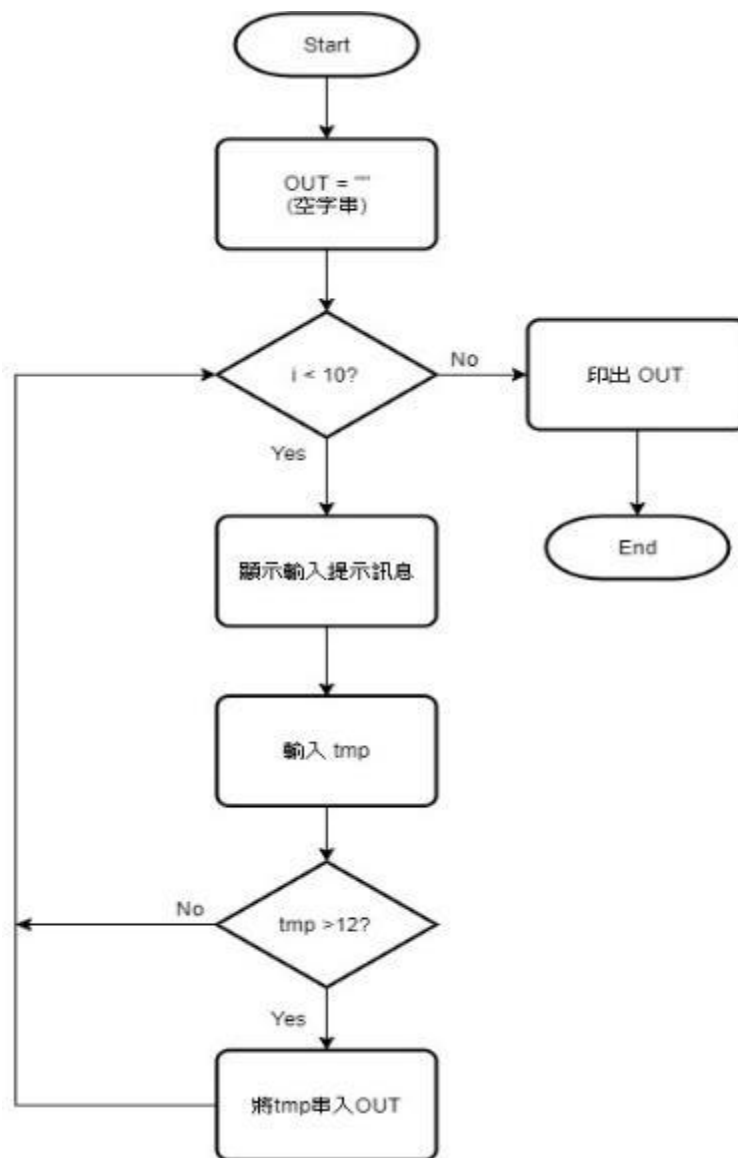 Start
OUT = ""
(空字串)
i < 10?
No
印出 OUT
Yes
End
顯示輸入提示訊息
輸入 tmp
No
tmp >12?
Yes
將tmp串入OUT